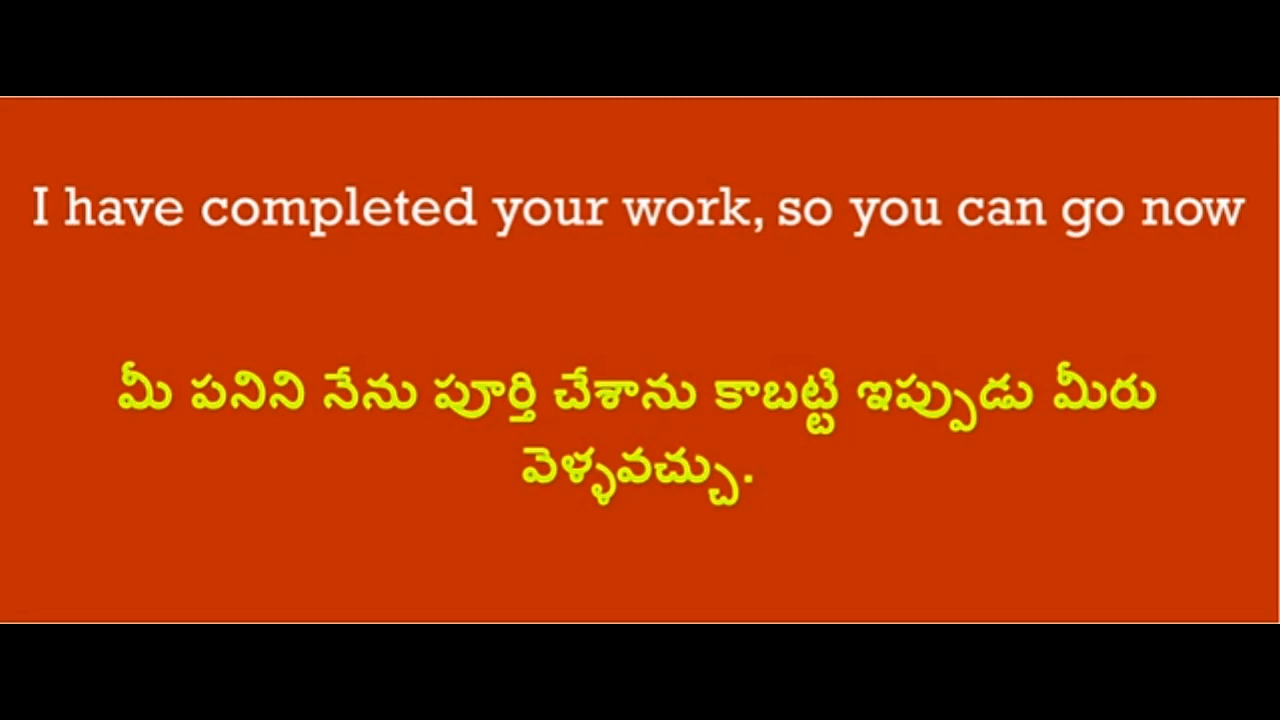 I have completed your work, so you can go now
మీ పనిని నేను పూర్తి చేశాను కాబట్టి ఇప్పుడు మీరు
వెళ్ళవచ్చు.